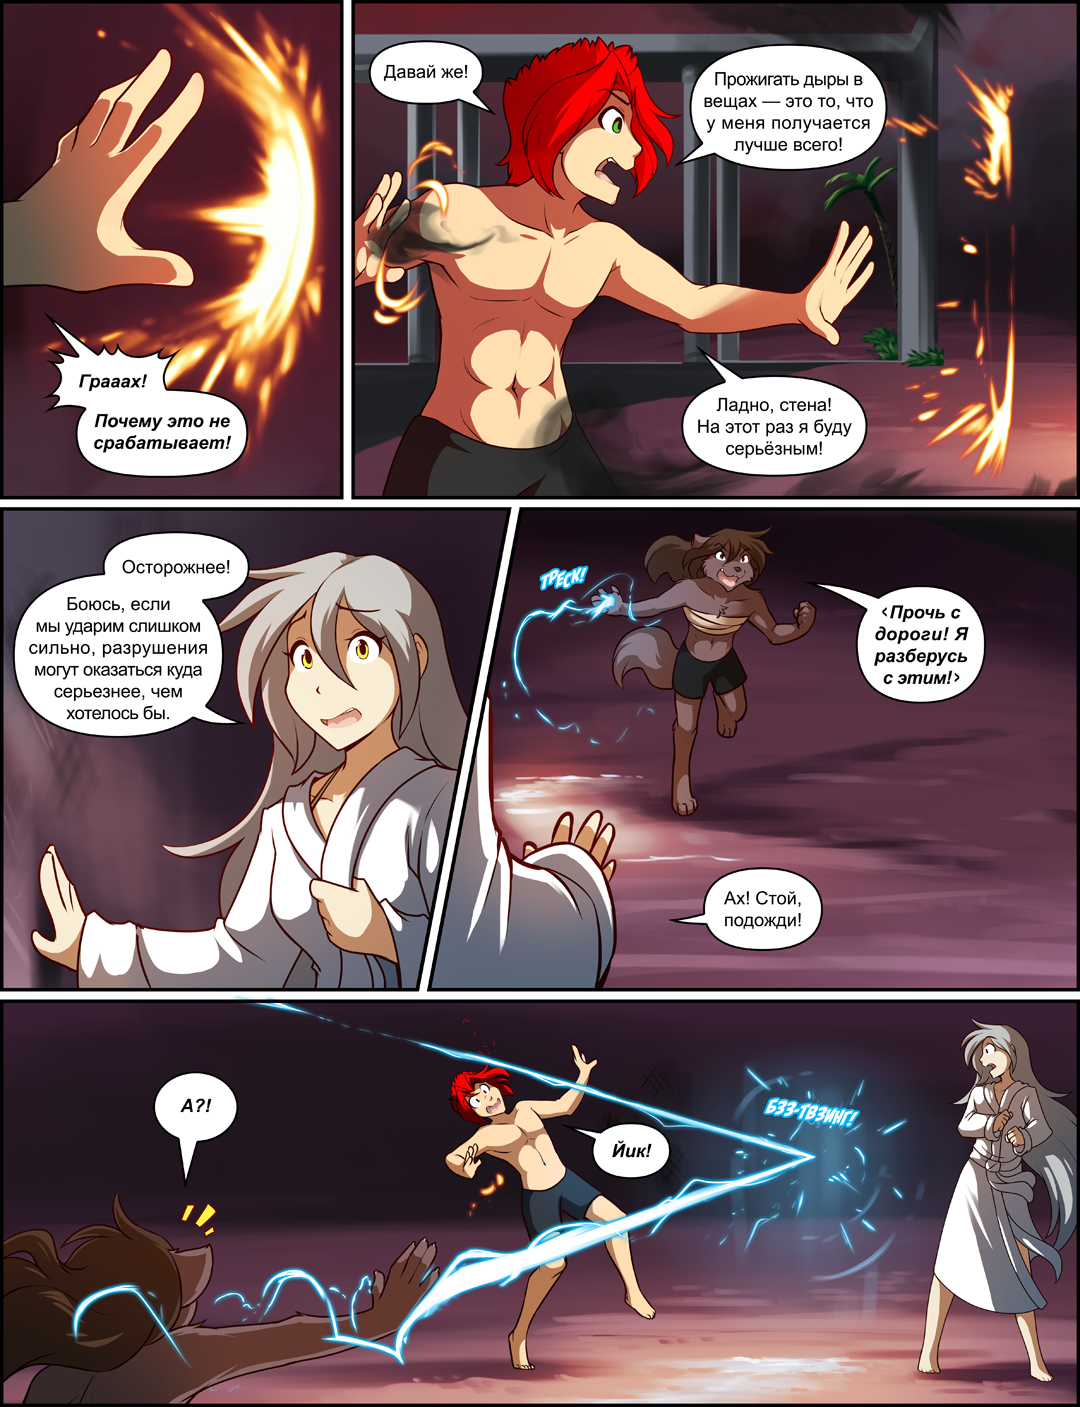 Грааах!
Почему это не
срабатывает!
Давай же!
Прожигать дыры в
вещах — это то, что
у меня получается
лучше всего!
Ладно, стена!
На этот раз я буду
серьёзным!
Осторожнее!
Боюсь, если
мы ударим слишком
сильно, разрушения
могут оказаться куда
серьезнее, чем
хотелось бы.
ТРЕСК!
‹Прочь с
дороги! Я
разберусь
с этим!›
Ах! Стой,
подожди!
А?!
Йик!
БЗЗ-ТВЗИНГ!